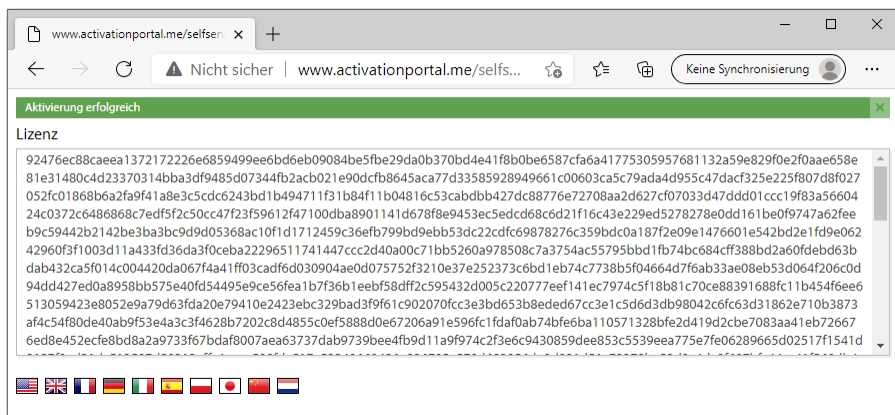 www.activationportal.me/selfser
Nicht sicher
www.activationportal.me/selfs...
Keine Synchronisierung
Aktivierung erfolgreich
Lizenz
92476ec88caeea1372172226e6859499ee6bd6eb09084be5fbe29da0b370bd4e41f8b0be6587cfa6a41775305957681132a59e829f0e2f0aae658e
81e31480c4d23370314bba3df9485d07344fb2acb021e90dcfb8645aca77d33585928949661c00603ca5c79ada4d955c47dacf325e225f807d8f027
052fc01868b6a2fa9f41a8e3c5cdc6243bd1b494711f31b84f11b04816c53cabdbb427dc88776e72708aa2d627cf07033d47ddd01ccc19f83a56604
24c0372c6486868c7edf5f2c50cc47f23f59612f47100dba8901141d678f8e9453ec5edcd68c6d21f16c43e229ed5278278e0dd161be0f9747a62fee
b9c59442b2142be3ba3bc9d9d05368ac10f1d1712459c36efb799bd9ebb53dc22cdfc69878276c359bdc0a187f2e09e1476601e542bd2e1fd9e062
42960f3f1003d11a433fd36da3f0ceba22296511741447ccc2d40a00c71bb5260a978508c7a3754ac55795bbd1fb74bc684cff388bd2a60fdebd63b
dab432ca5f014c004420da067f4a41ff03cadf6d030904ae0d075752f3210e37e252373c6bd1eb74c7738b5f04664d7f6ab33ae08eb53d064f206c0d
94dd427ed0a8958bb575e40fd54495e9ce56fea1b7f36b1eebf58dff2c595432d005c220777eef141ec7974c5f18b81c70ce88391688fc11b454f6ee6
6513059423e8052e9a79d63fda20e79410e2423ebc329bad3f9f61c902070fcc3e3bd653b8eded67cc3e1c5d6d3db98042c6fc63d31862e710b3873
af4c54f80de40ab9f53e4a3c3f4628b7202c8d4855c0ef5888d0e67206a91e596fc1fdaf0ab74bfe6ba110571328bfe2d419d2cbe7083aa41eb72667
6ed8e452ecfe8bd8a2a9733f67bdaf8007aea63737dab9739bee4fb9d11a9f974c2f3e6c9430859dee853c5539eea775e7fe06289665d02517f1541d